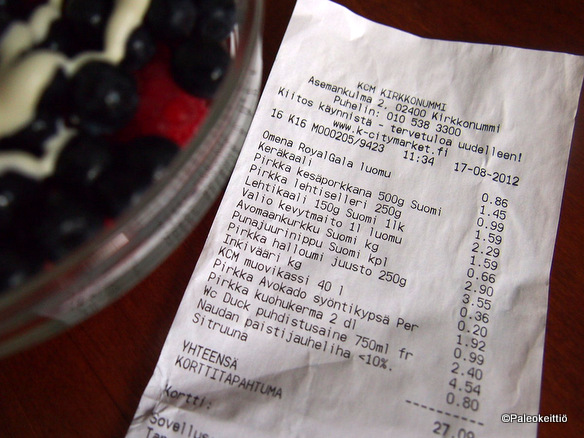 KCM KIRKKONUMMI
Asemankulma 2, 02400 Kirkkonummi
Puhelin: 010 538 3300
Kiitos käynnistä - tervetuloa uudelleen!
www.k-citymarket.fi
16 K16 M000205/9423 11:34 17-08-2012
Omena RoyalGala luomu 0.86
Keräkaali 1.45
Pirkka kesäporkkana 500g Suomi 0.99
Pirkka lehtiselleri 250g 1.59
Lehtikaali 150g Suomi 1lk 2.29
Valio kevytmaito 1l luomu 1.59
Avomaankurkku Suomi kg 0.66
Punajuurinippu Suomi kpl 2.90
Pirkka halloumi juusto 250g 3.55
Inkivääri kg 0.36
KCM muovikassi 40 l 0.20
Pirkka Avokado syöntikypsä Per 1.92
Pirkka kuohukerma 2 dl 0.99
Wc Duck puhdistusaine 750ml fr 2.40
Naudan paistijauheliha <10%. 4.54
Sitruuna 0.80
----------
YHTEENSÄ 27.09
KORTTITAPAHTUMA
Kortti:
Sovellus
©Paleokeittiö